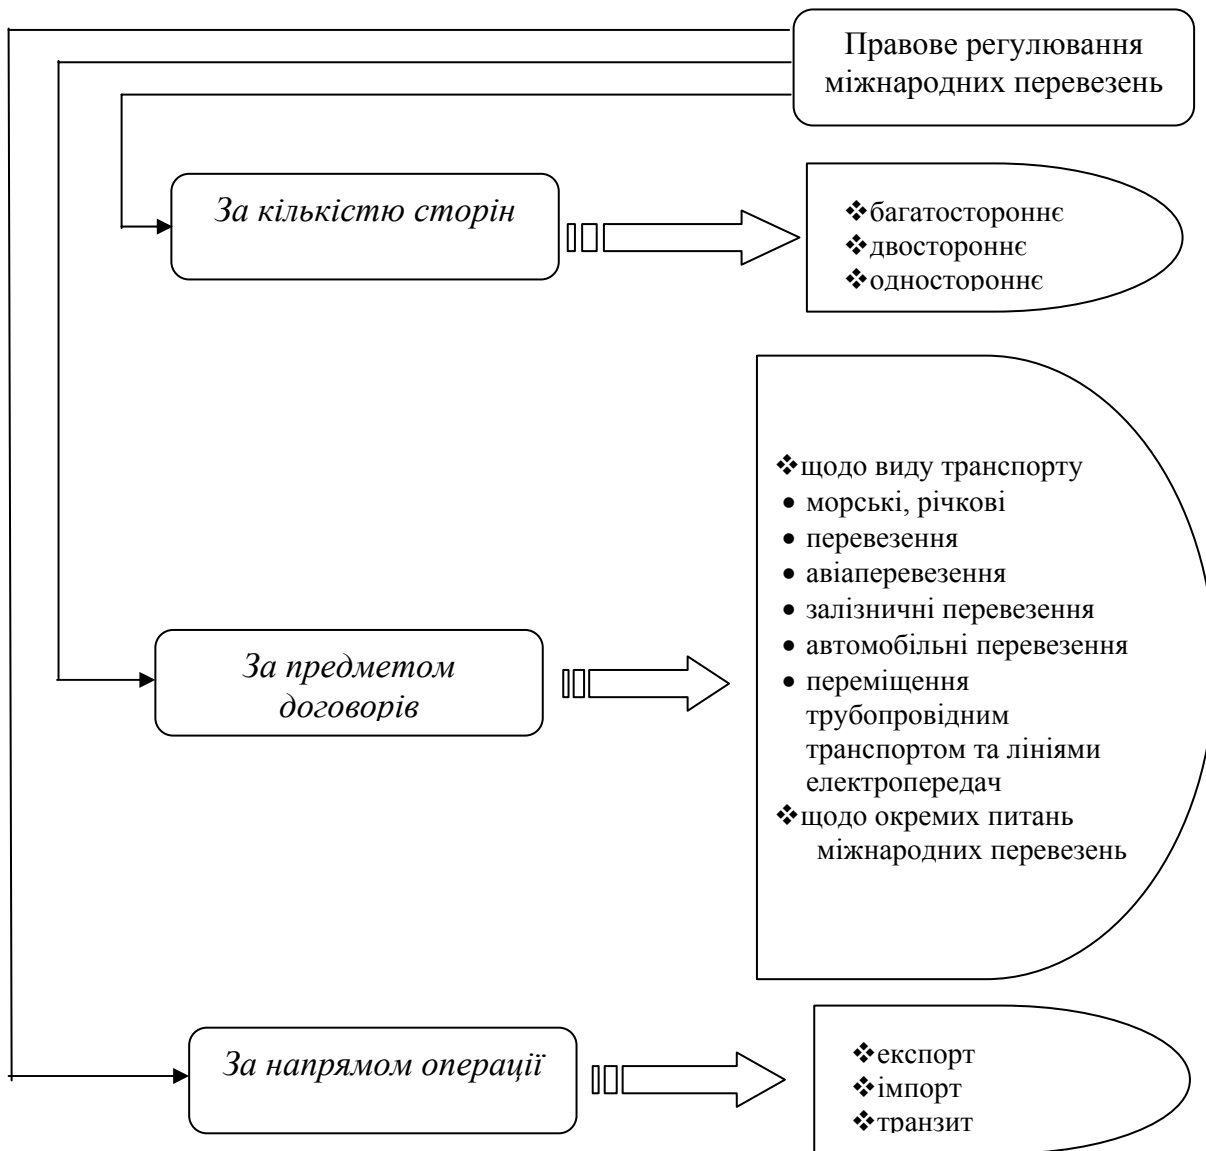 Правове регулювання
міжнародних перевезень
За кількістю сторін
❖багатостороннє
❖двостороннє
❖одностороннє
❖щодо виду транспорту
• морські, річкові
• перевезення
• авіаперевезення
• залізничні перевезення
• автомобільні перевезення
• переміщення
трубопровідним
транспортом та лініями
електропередач
❖щодо окремих питань
міжнародних перевезень
За предметом
договорів
За напрямом операції
❖експорт
❖імпорт
❖транзит